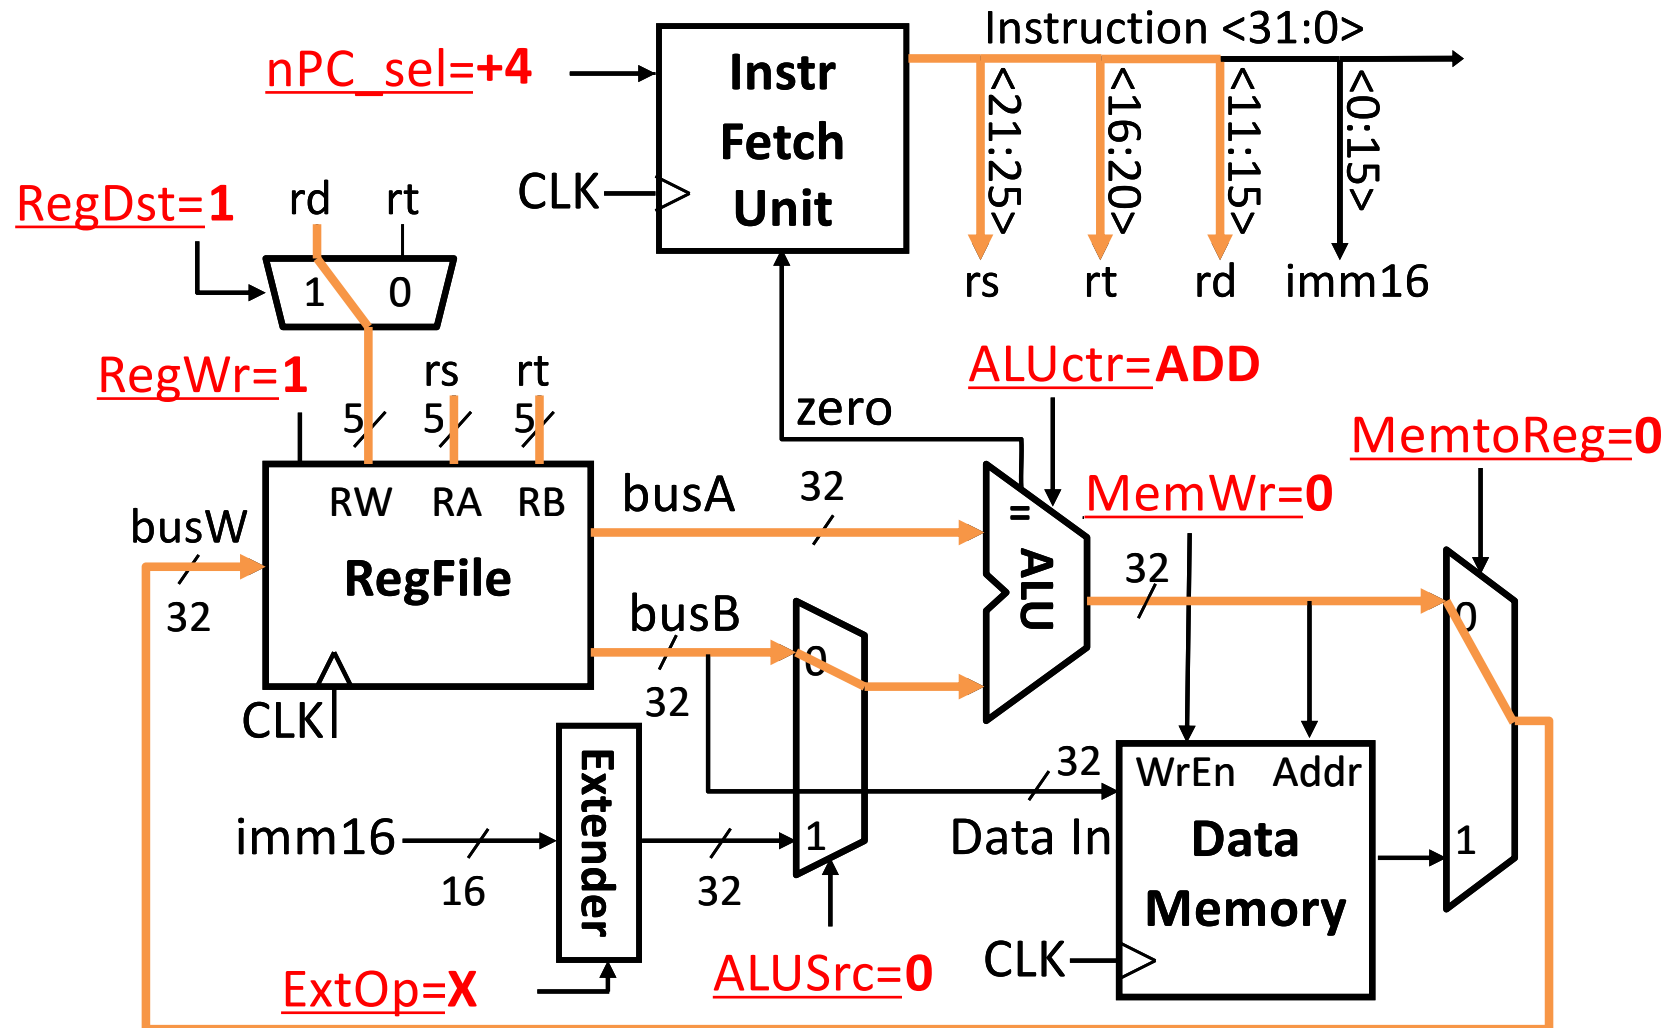 Instruction <31:0>
nPC_sel=+4
Instr
Fetch
Unit
CLK
<21:25>
<16:20>
<11:15>
<0:15>
rs
rt
rd
imm16
RegDst=1
rd
rt
1
0
RegWr=1
rs
rt
5
5
5
zero
ALUctr=ADD
MemtoReg=0
MemWr=0
RW
RA
RB
RegFile
busW
32
busA
32
busB
32
CLK
=
ALU
32
0
0
1
imm16
16
Extender
32
ALUSrc=0
ExtOp=X
32
Data In
WrEn
Addr
Data
Memory
CLK
1